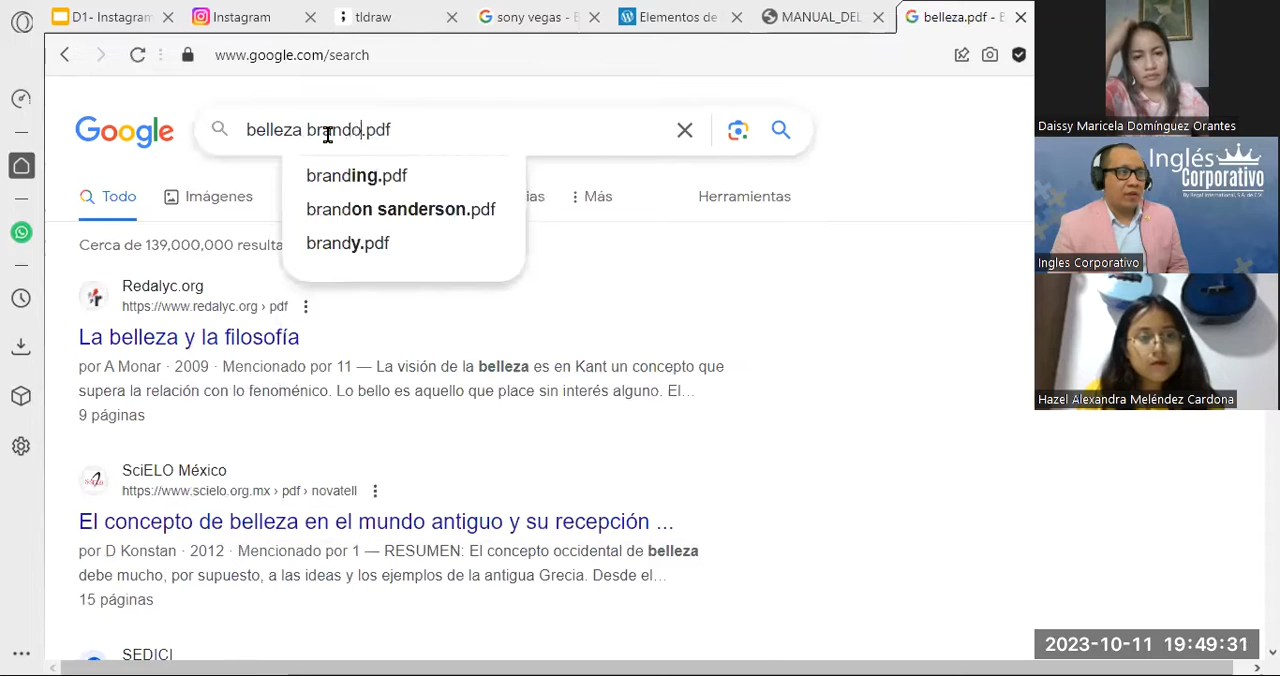 D1- Instagram
Instagram
tldraw
sony vegas - B
Elementos de
MANUAL_DEL
belleza.pdf - B
www.google.com/search
Google
belleza brando.pdf
branding.pdf
brandon sanderson.pdf
brandy.pdf
Todo
Imágenes
ias
Más
Herramientas
Cerca de 139,000,000 resulta
Redalyc.org
https://www.redalyc.org › pdf
La belleza y la filosofía
por A Monar · 2009 · Mencionado por 11 — La visión de la belleza es en Kant un concepto que
supera la relación con lo fenoménico. Lo bello es aquello que place sin interés alguno. El...
9 páginas
SciELO México
https://www.scielo.org.mx › pdf › novatell
El concepto de belleza en el mundo antiguo y su recepción ...
por D Konstan · 2012 · Mencionado por 1 — RESUMEN: El concepto occidental de belleza
debe mucho, por supuesto, a las ideas y los ejemplos de la antigua Grecia. Desde el...
15 páginas
SEDICI
Daissy Maricela Domínguez Orantes
Inglés
Corporativo
By Regal International, S.A. de C.V.
Ingles Corporativo
Hazel Alexandra Meléndez Cardona
2023-10-11 19:49:31